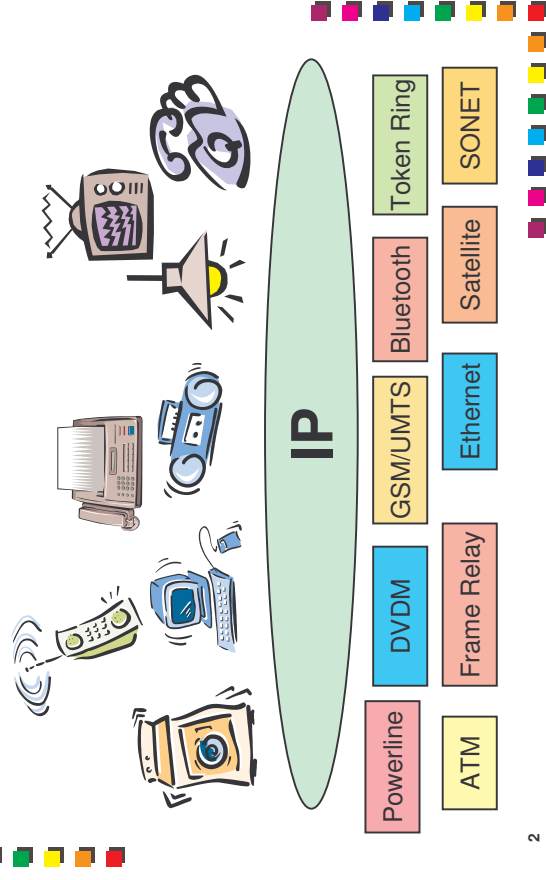 IP
Powerline
DVDM
GSM/UMTS
Bluetooth
Token Ring
ATM
Frame Relay
Ethernet
Satellite
SONET
2